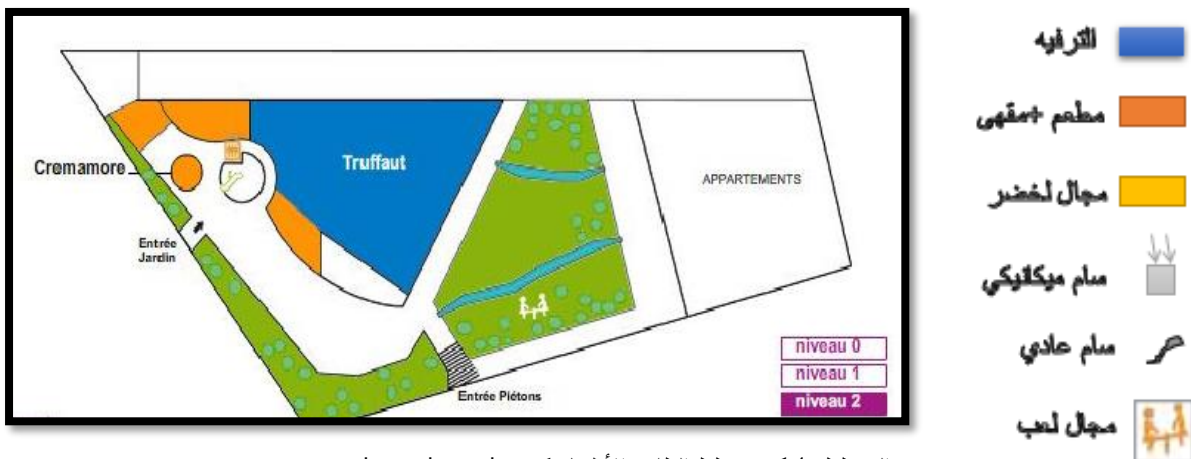 Cremamore
Truffaut
APPARTEMENTS
Entrée
Jardin
Entrée Piétons
niveau 0
niveau 1
niveau 2
الترفيه
مطعم +مقهى
مجال لخضر
سلم ميكانيكي
سلم عادي
مجال لعب